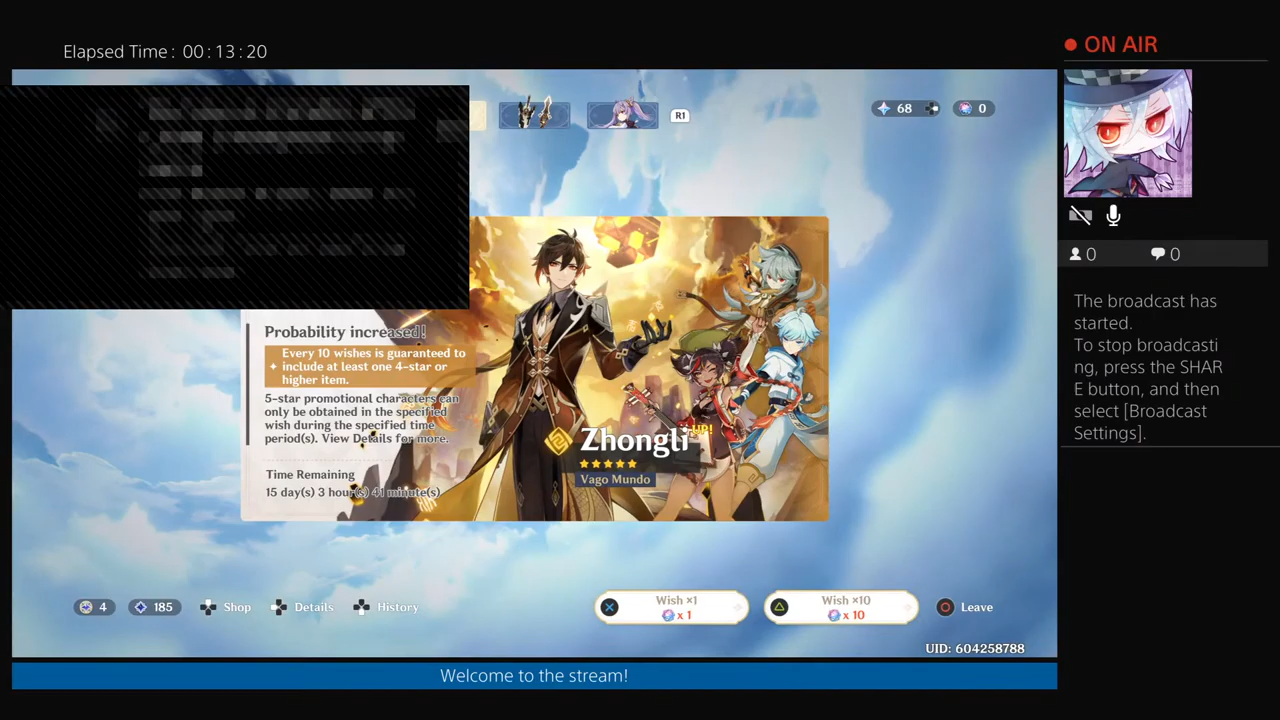 Elapsed Time: 00:13:20
ON AIR
R1
68
0
0
0
The broadcast has
started.
To stop broadcasti
ng, press the SHAR
E button, and then
select [Broadcast
Settings].
Probability increased!
Every 10 wishes is guaranteed to
include at least one 4-star or
higher item.
5-star promotional characters can
only be obtained in the specified
wish during the specified time
period(s). View Details for more.
Time Remaining
15 day(s) 3 hour(s) 41 minute(s)
Zhongli UP!
Vago Mundo
4
185
Shop
Details
History
Wish ×1
x 1
Wish ×10
x 10
Leave
UID: 604258788
Welcome to the stream!